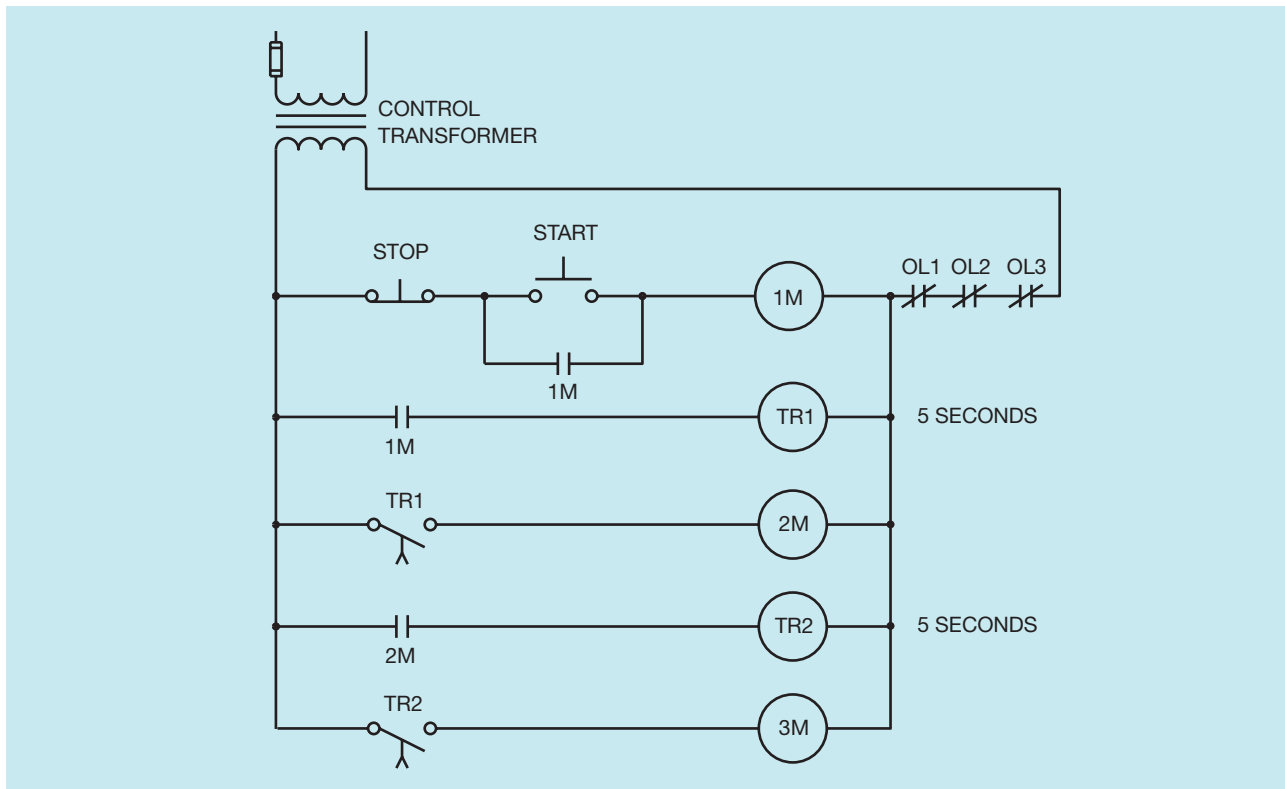 CONTROL
TRANSFORMER
START
STOP
OL1 OL2 OL3
1M
1M
TR1
5 SECONDS
1M
TR1
2M
TR2
5 SECONDS
2M
TR2
3M